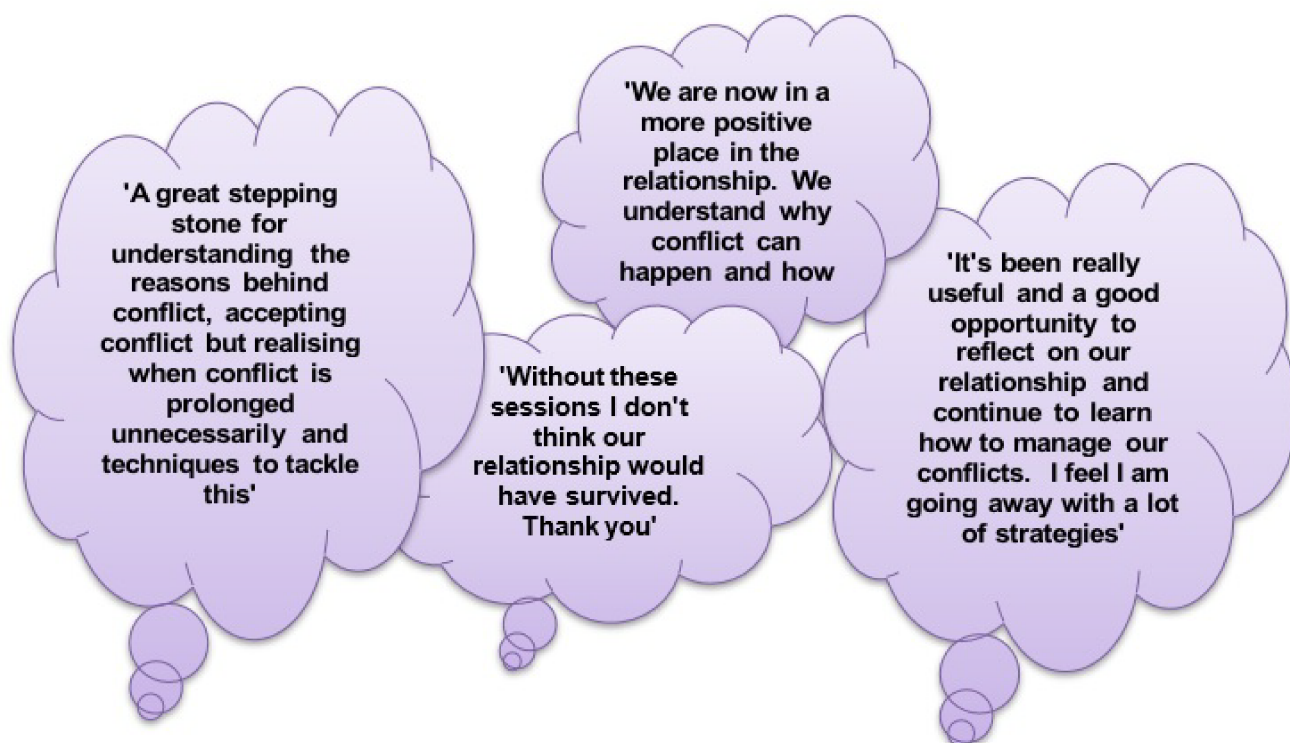 'A great stepping
stone for
understanding the
reasons behind
conflict, accepting
conflict but realising
when conflict is
prolonged
unnecessarily and
techniques to tackle
this'
'We are now in a
more positive
place in the
relationship. We
understand why
conflict can
happen and how
'Without these
sessions I don't
think our
relationship would
have survived.
Thank you'
'It's been really
useful and a good
opportunity to
reflect on our
relationship and
continue to learn
how to manage our
conflicts. I feel I am
going away with a lot
of strategies'